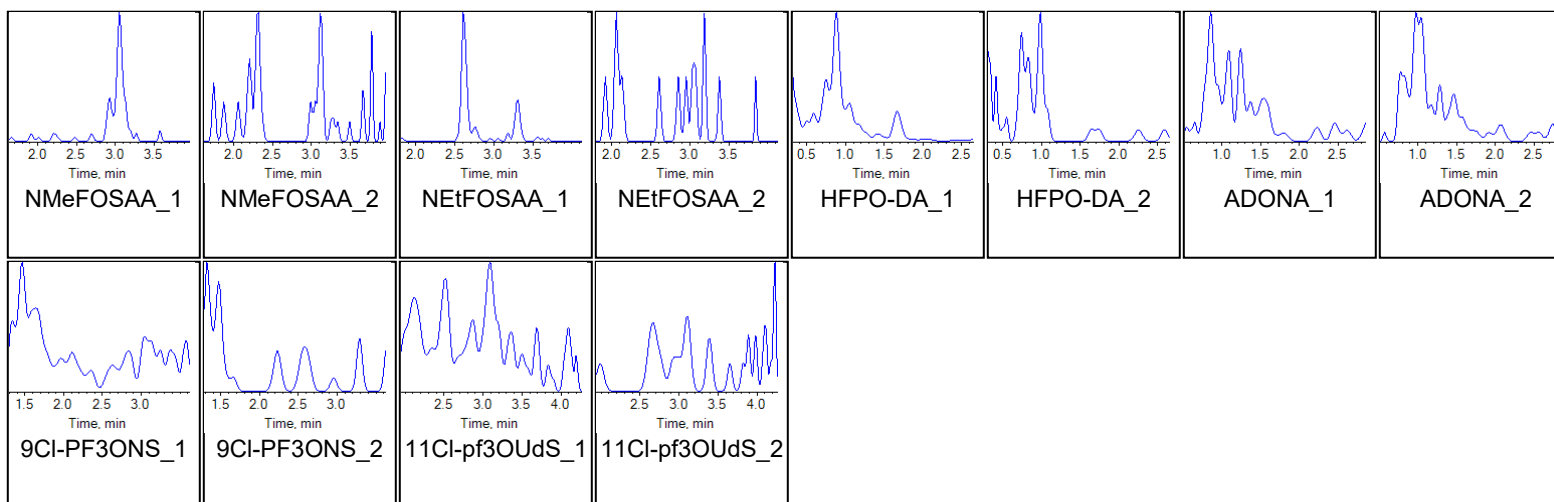 2.0 3.0 3.5
Time, min
NMeFOSAA_1
2.0 3.0 3.5
Time, min
NMeFOSAA_2
2.0 2.5 3.0 3.5
Time, min
NEtFOSAA_1
2.0 2.5 3.0 3.5
Time, min
NEtFOSAA_2
0.5 1.0 1.5 2.0 2.5
Time, min
HFPO-DA_1
0.5 1.0 1.5 2.0 2.5
Time, min
HFPO-DA_2
1.0 1.5 2.0 2.5
Time, min
ADONA_1
1.0 1.5 2.0 2.5
Time, min
ADONA_2
1.5 2.0 2.5 3.0
Time, min
9Cl-PF3ONS_1
1.5 2.0 2.5 3.0
Time, min
9Cl-PF3ONS_2
2.5 3.0 3.5 4.0
Time, min
11Cl-pf3OUdS_1
2.5 3.0 3.5 4.0
Time, min
11Cl-pf3OUdS_2